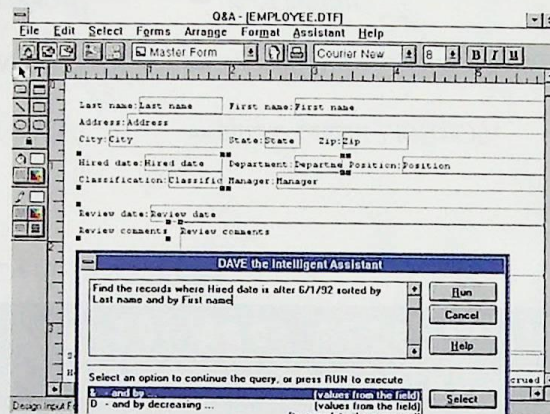 Q&A - [EMPLOYEE.DTF]
File Edit Select Forms Arrange Format Assistant Help
Master Form Courier New 8 B I U
T
Last name: Last name First name: First name
Address: Address
City: City State: State Zip: Zip
Hired date: Hired date Department: Departme Position: Position
Classification: Classific Manager: Manager
Review date: Review date
Review comments Review comments
DAVE the Intelligent Assistant
Find the records where Hired date is after 6/1/92 sorted by
Last name and by First name
Run
Cancel
Help
Select an option to continue the query, or press RUN to execute
& - and by ... (values from the field)
D - and by decreasing ... (values from the field)
Select
crued
Design Input F